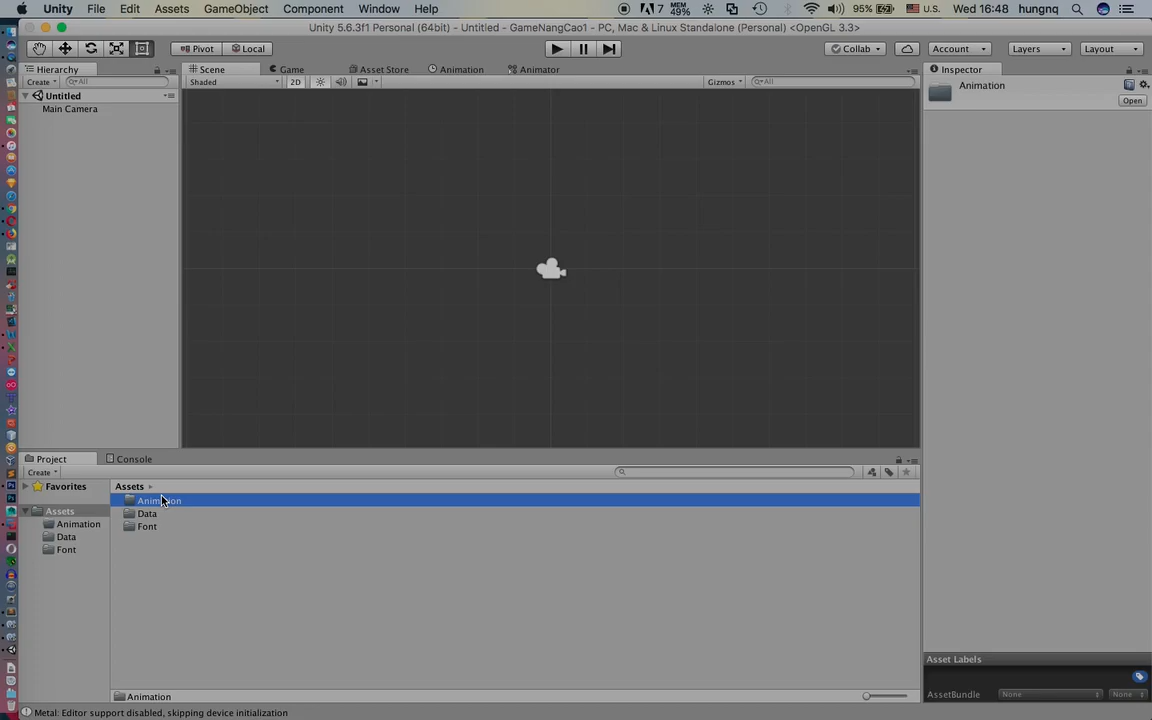 Unity File Edit Assets GameObject Component Window Help 7 MEM 49% 95% U.S. Wed 16:48 hungnq
Unity 5.6.3f1 Personal (64bit) - Untitled - GameNangCao1 - PC, Mac & Linux Standalone (Personal) <OpenGL 3.3>
Pivot Local Collab Account Layers Layout
Hierarchy Scene Game Asset Store Animation Animator Inspector
Create All Shaded 2D Gizmos All
Animation
Open
Untitled
Main Camera
Project Console
Create
Favorites Assets
Animation
Data
Font
Assets
Animation
Data
Font
Animation
Asset Labels
AssetBundle None None
Metal: Editor support disabled, skipping device initialization